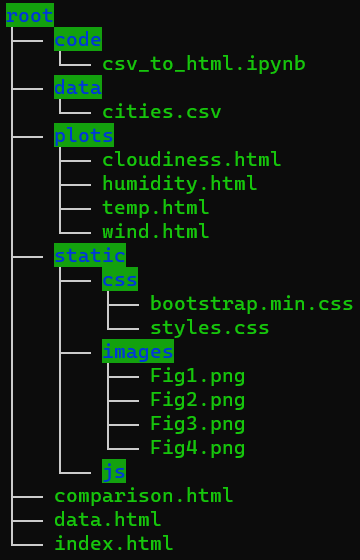 root
code
csv_to_html.ipynb
data
cities.csv
plots
cloudiness.html
humidity.html
temp.html
wind.html
static
css
bootstrap.min.css
styles.css
images
Fig1.png
Fig2.png
Fig3.png
Fig4.png
js
comparison.html
data.html
index.html